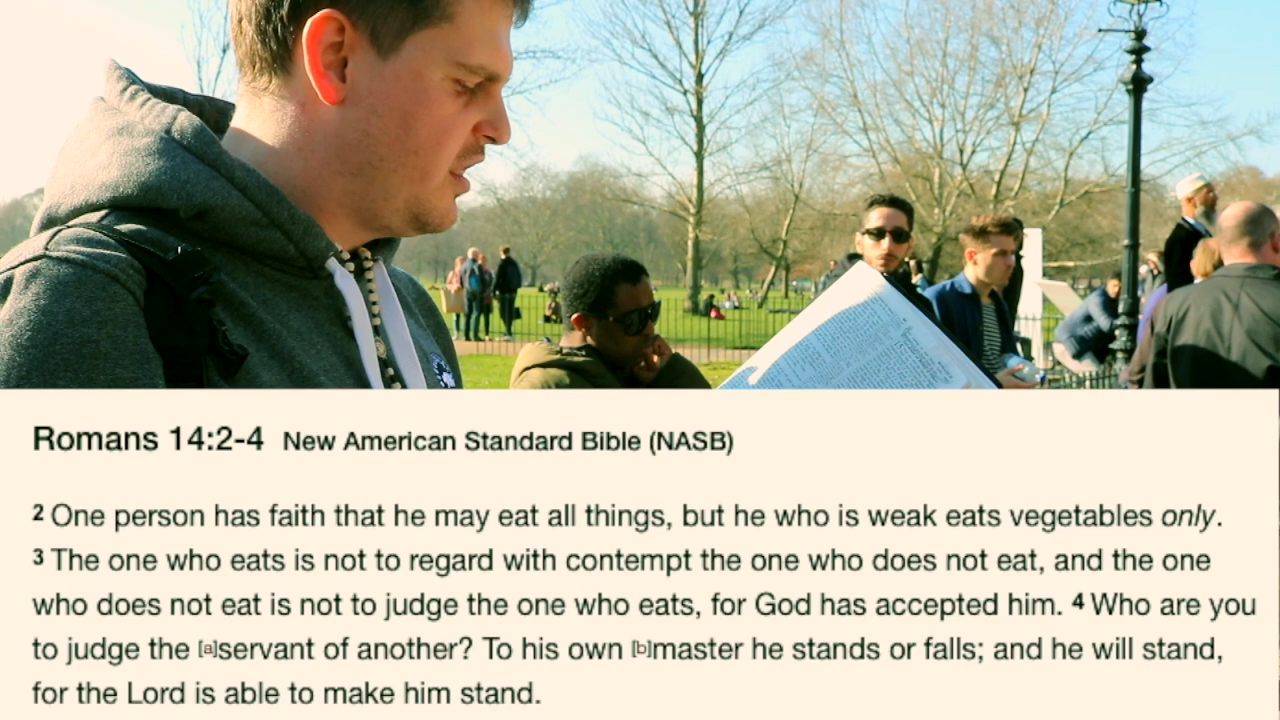 Romans 14:2-4 New American Standard Bible (NASB)
2 One person has faith that he may eat all things, but he who is weak eats vegetables only.
3 The one who eats is not to regard with contempt the one who does not eat, and the one
who does not eat is not to judge the one who eats, for God has accepted him. 4 Who are you
to judge the [a]servant of another? To his own [b]master he stands or falls; and he will stand,
for the Lord is able to make him stand.